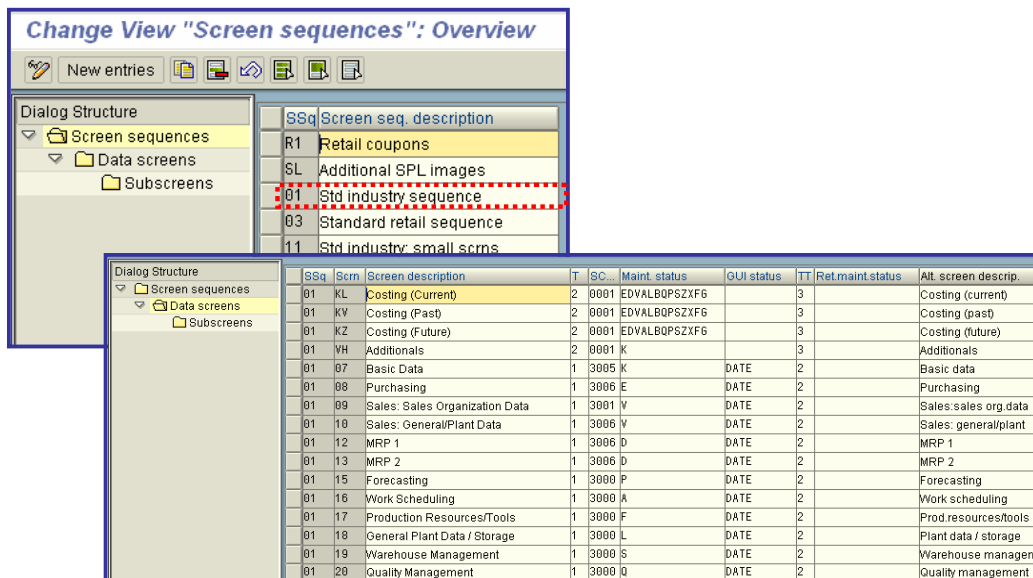 Change View "Screen sequences": Overview
New entries
Dialog Structure
Screen sequences
Data screens
Subscreens
SSq Screen seq. description
R1 Retail coupons
SL Additional SPL images
01 Std industry sequence
03 Standard retail sequence
11 Std industry: small scrns
Dialog Structure
Screen sequences
Data screens
Subscreens
SSq Scrn Screen description T SC... Maint. status GUI status TT Ret.maint.status Alt. screen descrip.
01 KL Costing (Current) 2 0001 EDVALBQPSZXFG 3 Costing (current)
01 KV Costing (Past) 2 0001 EDVALBQPSZXFG 3 Costing (past)
01 KZ Costing (Future) 2 0001 EDVALBQPSZXFG 3 Costing (future)
01 VH Additionals 2 0001 K 3 Additionals
01 07 Basic Data 1 3005 K DATE 2 Basic data
01 08 Purchasing 1 3006 E DATE 2 Purchasing
01 09 Sales: Sales Organization Data 1 3001 V DATE 2 Sales:sales org.data
01 10 Sales: General/Plant Data 1 3006 V DATE 2 Sales: general/plant
01 12 MRP 1 1 3006 D DATE 2 MRP 1
01 13 MRP 2 1 3006 D DATE 2 MRP 2
01 15 Forecasting 1 3000 P DATE 2 Forecasting
01 16 Work Scheduling 1 3000 A DATE 2 Work scheduling
01 17 Production Resources/Tools 1 3000 F DATE 2 Prod.resources/tools
01 18 General Plant Data / Storage 1 3000 L DATE 2 Plant data / storage
01 19 Warehouse Management 1 3000 S DATE 2 Warehouse managen
01 20 Quality Management 1 3000 Q DATE 2 Quality management